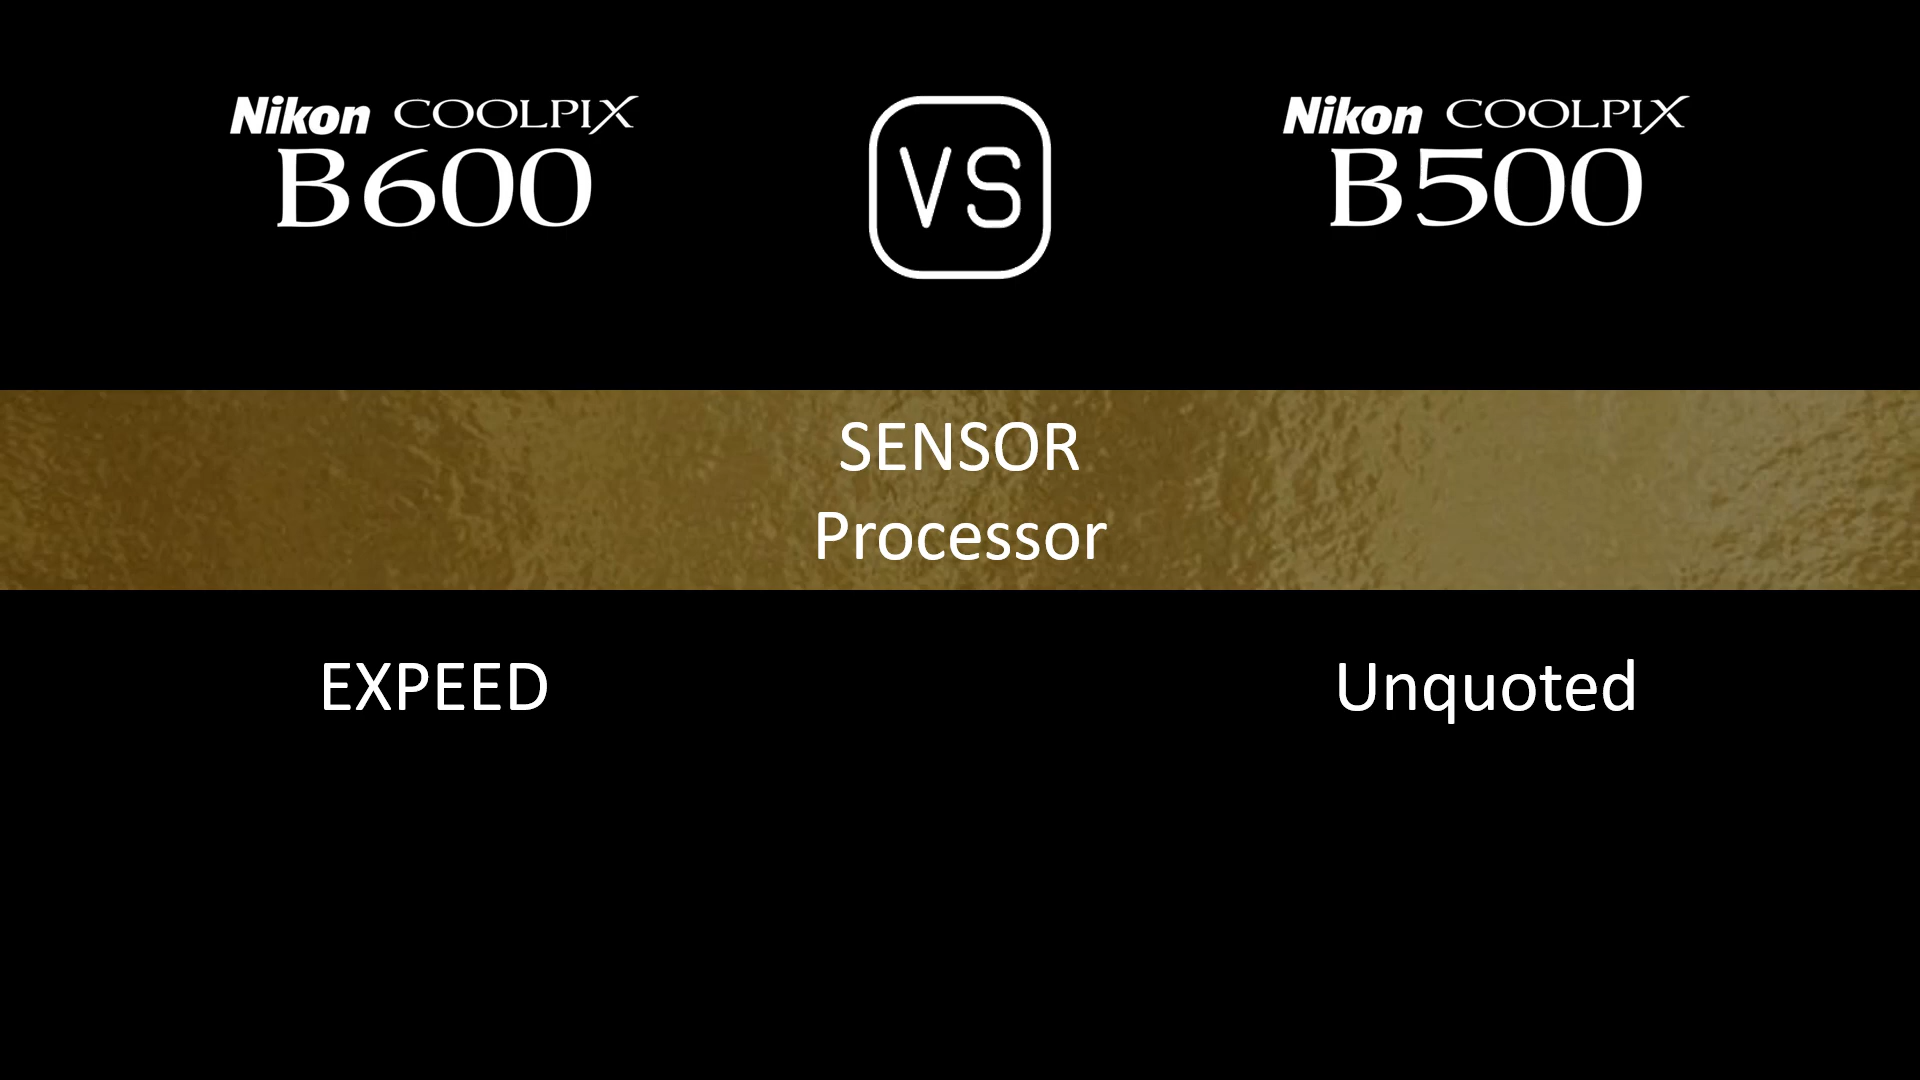 Nikon COOLPIX
B600
VS
Nikon COOLPIX
B500
SENSOR
Processor
EXPEED
Unquoted